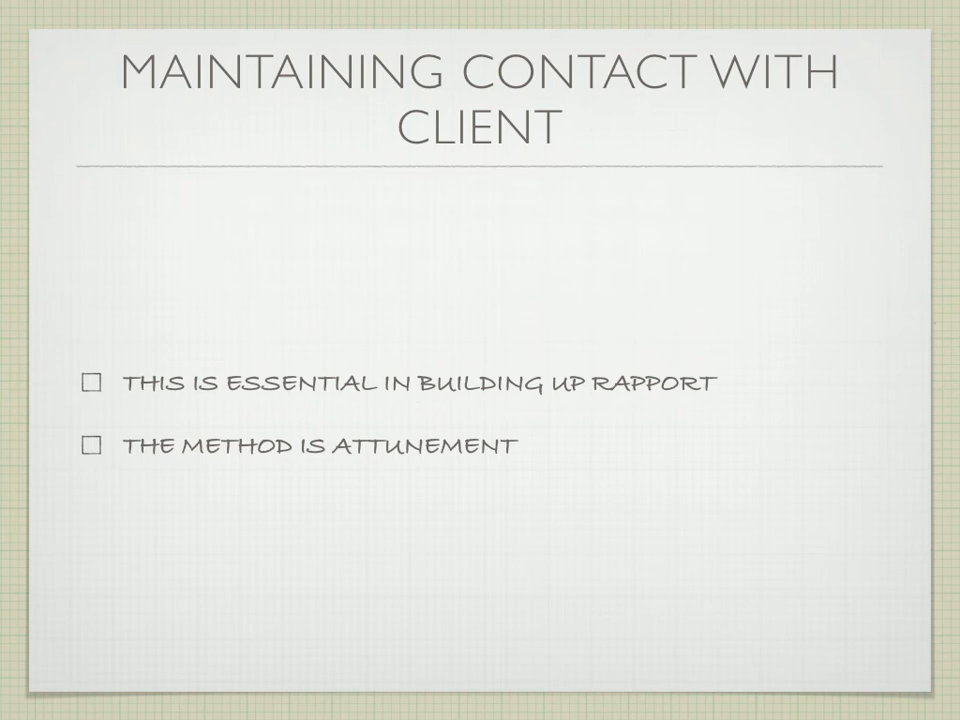 MAINTAINING CONTACT WITH
CLIENT
THIS IS ESSENTIAL IN BUILDING UP RAPPORT
THE METHOD IS ATTUNEMENT